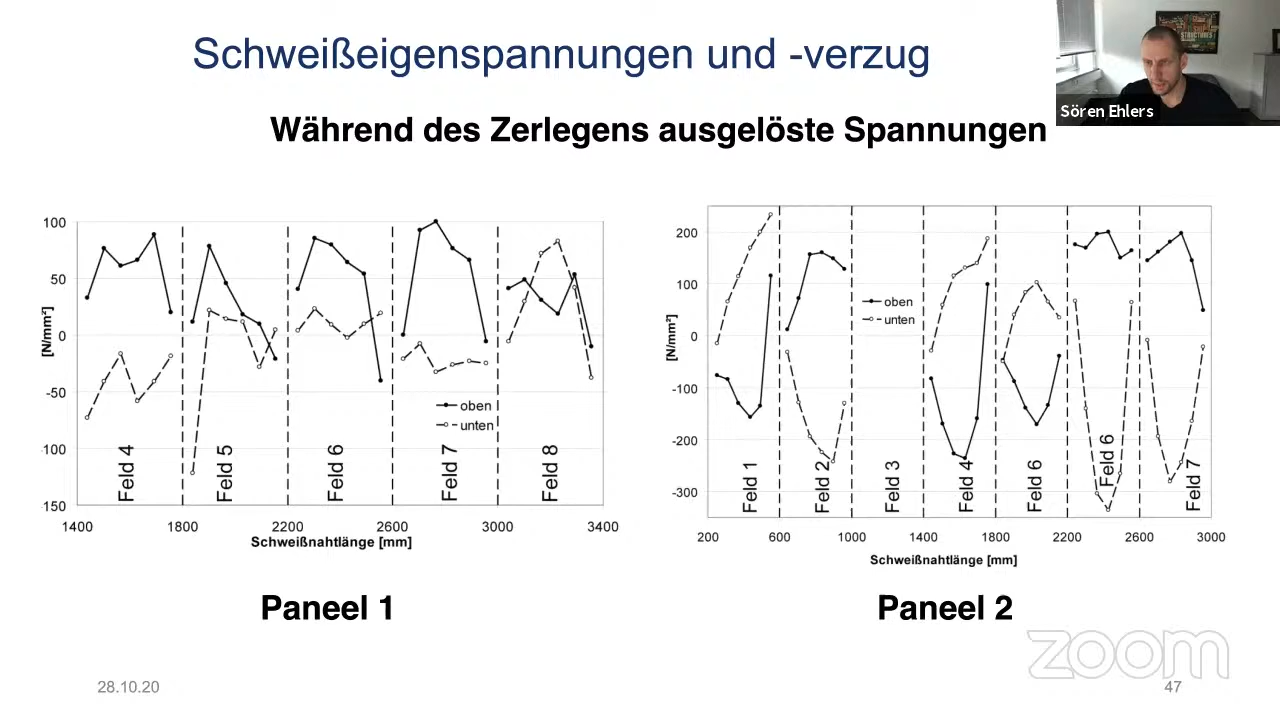 Schweißeigenspannungen und -verzug
SHIP
STRUCTURES
Sören Ehlers
Während des Zerlegens ausgelöste Spannungen
100
50
0
-50
100
150
[N/mm²]
oben
unten
Feld 4
Feld 5
Feld 6
Feld 7
Feld 8
1400
1800
2200
2600
3000
3400
Schweißnahtlänge [mm]
Paneel 1
200
100
0
-100
-200
-300
[N/mm²]
oben
unten
Feld 1
Feld 2
Feld 3
Feld 4
Feld 6
Feld 6
Feld 7
200
600
1000
1400
1800
2200
2600
3000
Schweißnahtlänge [mm]
Paneel 2
zoom
28.10.20
47